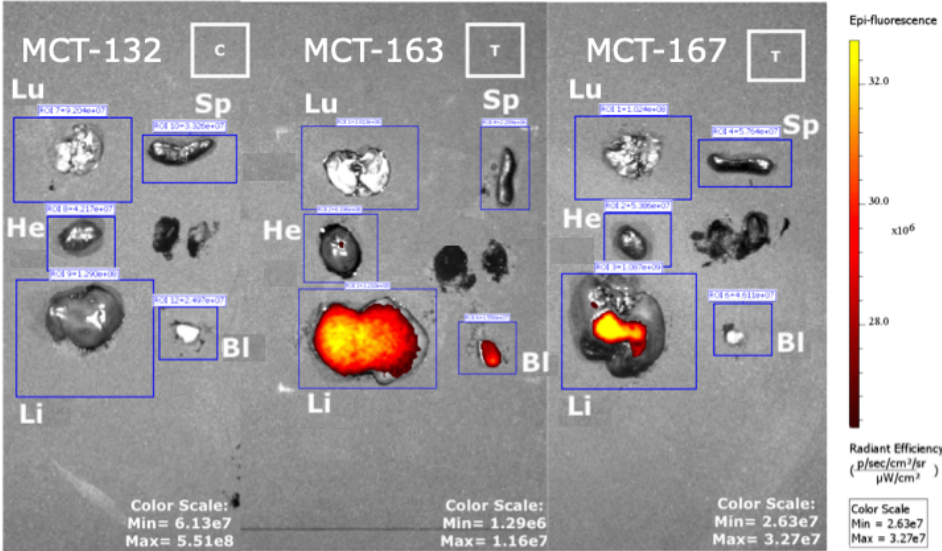 MCT-132
C
MCT-163
T
MCT-167
T
Epi-fluorescence
Lu
ROI 7=9.204e+07
Sp
ROI 10=3.326e+07
Lu
Sp
Lu
ROI 1=1.024e+08
Sp
ROI 4=5.764e+07
32.0
He
ROI 8=4.217e+07
He
He
ROI 2=5.386e+07
30.0
x10⁶
ROI 9=1.290e+08
ROI 12=2.497e+07
Bl
Li
Bl
Li
ROI 3=1.087e+09
ROI 6=4.611e+07
Bl
Li
28.0
Radiant Efficiency
(p/sec/cm²/sr
µW/cm²)
Color Scale:
Min= 6.13e7
Max= 5.51e8
Color Scale:
Min= 1.29e6
Max= 1.16e7
Color Scale:
Min= 2.63e7
Max= 3.27e7
Color Scale
Min = 2.63e7
Max = 3.27e7